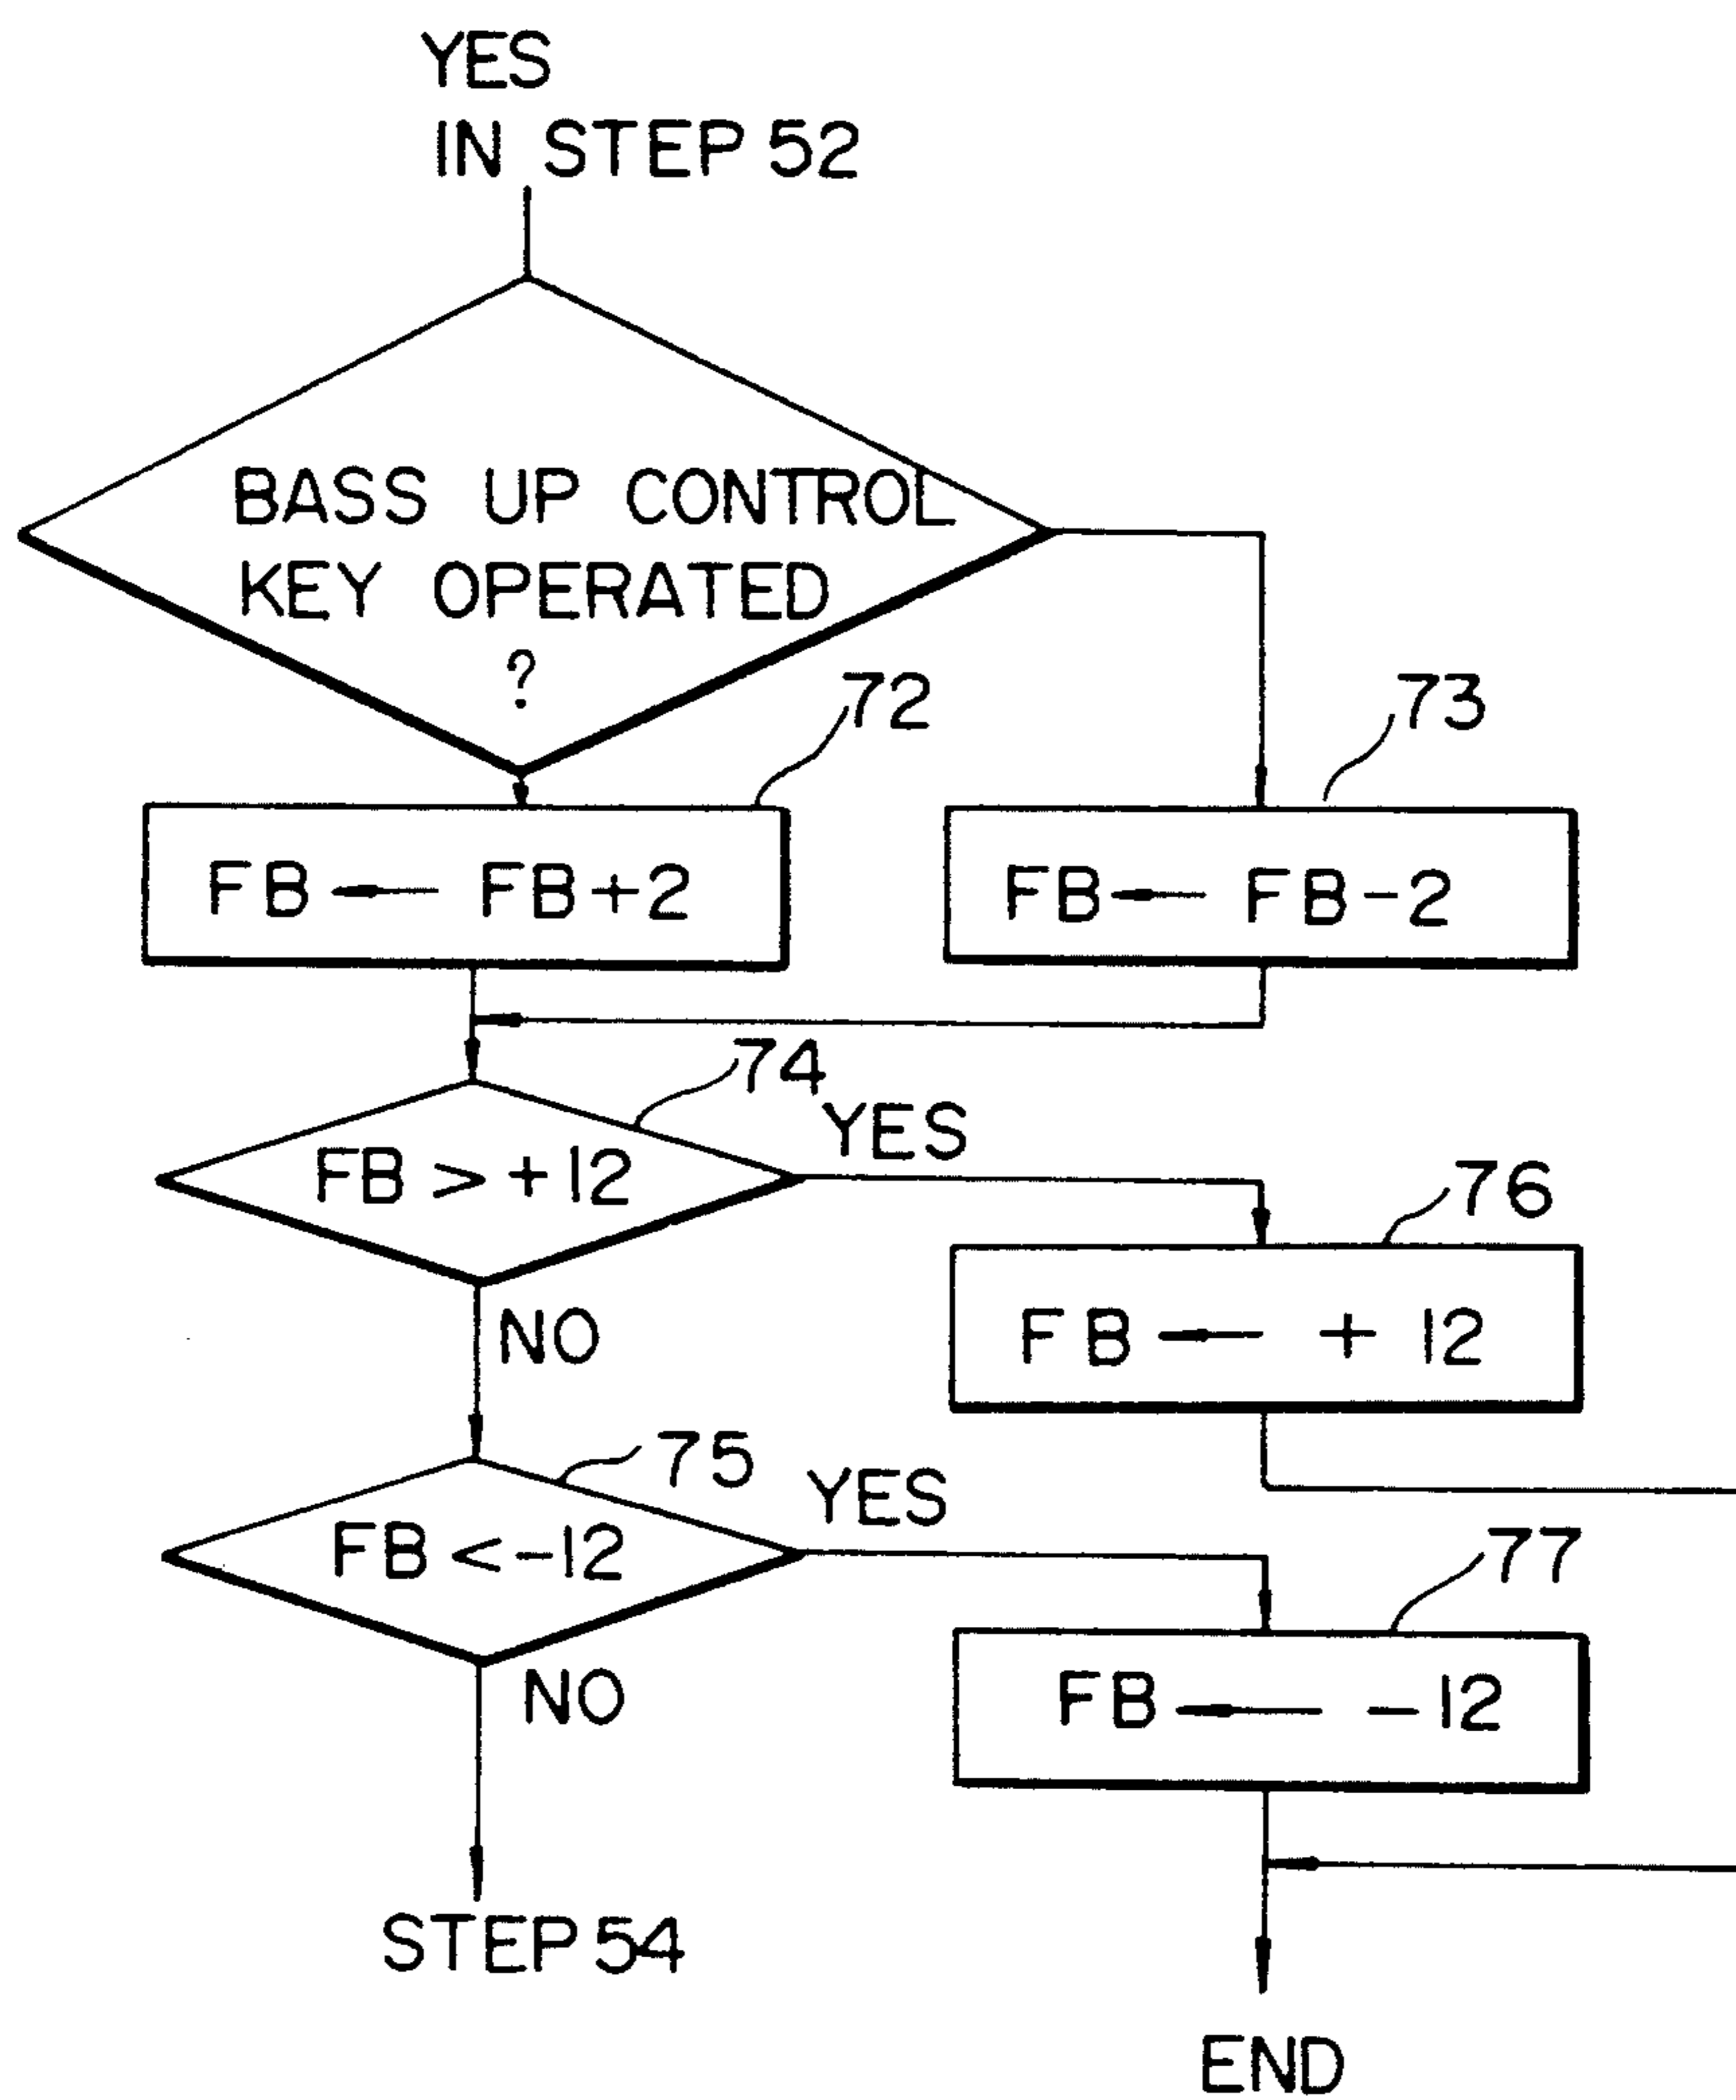 YES
IN STEP 52
BASS UP CONTROL
KEY OPERATED
?
72
73
FB ← FB+2
FB ← FB-2
74
YES
FB > +12
76
NO
FB ← + 12
75
YES
FB < -12
77
NO
FB ← -12
STEP 54
END